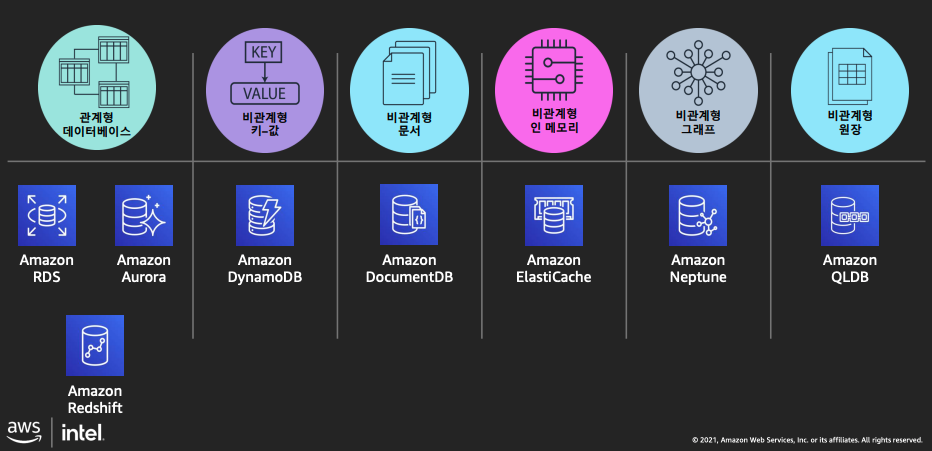 관계형
데이터베이스
KEY
VALUE
비관계형
키-값
비관계형
문서
비관계형
인 메모리
비관계형
그래프
비관계형
원장
Amazon
RDS
Amazon
Aurora
Amazon
DynamoDB
Amazon
DocumentDB
Amazon
ElastiCache
Amazon
Neptune
Amazon
QLDB
Amazon
Redshift
aws
intel.
© 2021, Amazon Web Services, Inc. or its affiliates. All rights reserved.